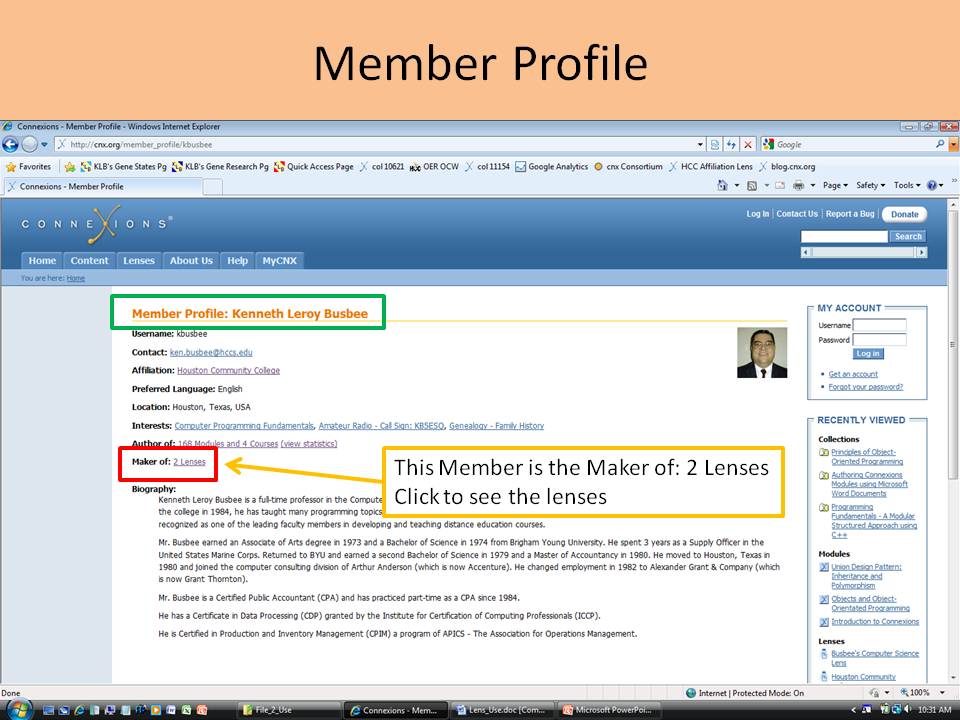 Member Profile
Connexions - Member Profile - Windows Internet Explorer
http://cnx.org/member_profile/kbusbee
Google
Favorites KLB's Gene States Pg KLB's Gene Research Pg Quick Access Page col 10621 OER OCW col 11154 Google Analytics cnx Consortium HCC Affiliation Lens blog.cnx.org
Connexions - Member Profile
Page Safety Tools
CONNEXIONS®
Log In | Contact Us | Report a Bug | Donate
Search
Home Content Lenses About Us Help MyCNX
You are here: Home
Member Profile: Kenneth Leroy Busbee
Username: kbusbee
Contact: ken.busbee@hccs.edu
Affiliation: Houston Community College
Preferred Language: English
Location: Houston, Texas, USA
Interests: Computer Programming Fundamentals, Amateur Radio - Call Sign: KB5ESO, Genealogy - Family History
Author of: 168 Modules and 4 Courses (view statistics)
Maker of: 2 Lenses
This Member is the Maker of: 2 Lenses
Click to see the lenses
Biography:
Kenneth Leroy Busbee is a full-time professor in the Compute
the college in 1984, he has taught many programming topics
recognized as one of the leading faculty members in developing and teaching distance education courses.
Mr. Busbee earned an Associate of Arts degree in 1973 and a Bachelor of Science in 1974 from Brigham Young University. He spent 3 years as a Supply Officer in the
United States Marine Corps. Returned to BYU and earned a second Bachelor of Science in 1979 and a Master of Accountancy in 1980. He moved to Houston, Texas in
1980 and joined the computer consulting division of Arthur Anderson (which is now Accenture). He changed employment in 1982 to Alexander Grant & Company (which
is now Grant Thornton).
Mr. Busbee is a Certified Public Accountant (CPA) and has practiced part-time as a CPA since 1984.
He has a Certificate in Data Processing (CDP) granted by the Institute for Certification of Computing Professionals (ICCP).
He is Certified in Production and Inventory Management (CPIM) a program of APICS - The Association for Operations Management.
MY ACCOUNT
Username
Password
Log in
Get an account
Forgot your password?
RECENTLY VIEWED
Collections
Principles of Object-
Oriented Programming
Authoring Connexions
Modules using Microsoft
Word Documents
Programming
Fundamentals - A Modular
Structured Approach using
C++
Modules
Union Design Pattern:
Inheritance and
Polymorphism
Objects and Object-
Orientated Programming
Introduction to Connexions
Lenses
Busbee's Computer Science
Lens
Houston Community
Done
Internet | Protected Mode: On
100%
File_2_Use
Connexions - Mem...
Lens_Use.doc [Com...
Microsoft PowerPoi...
10:31 AM